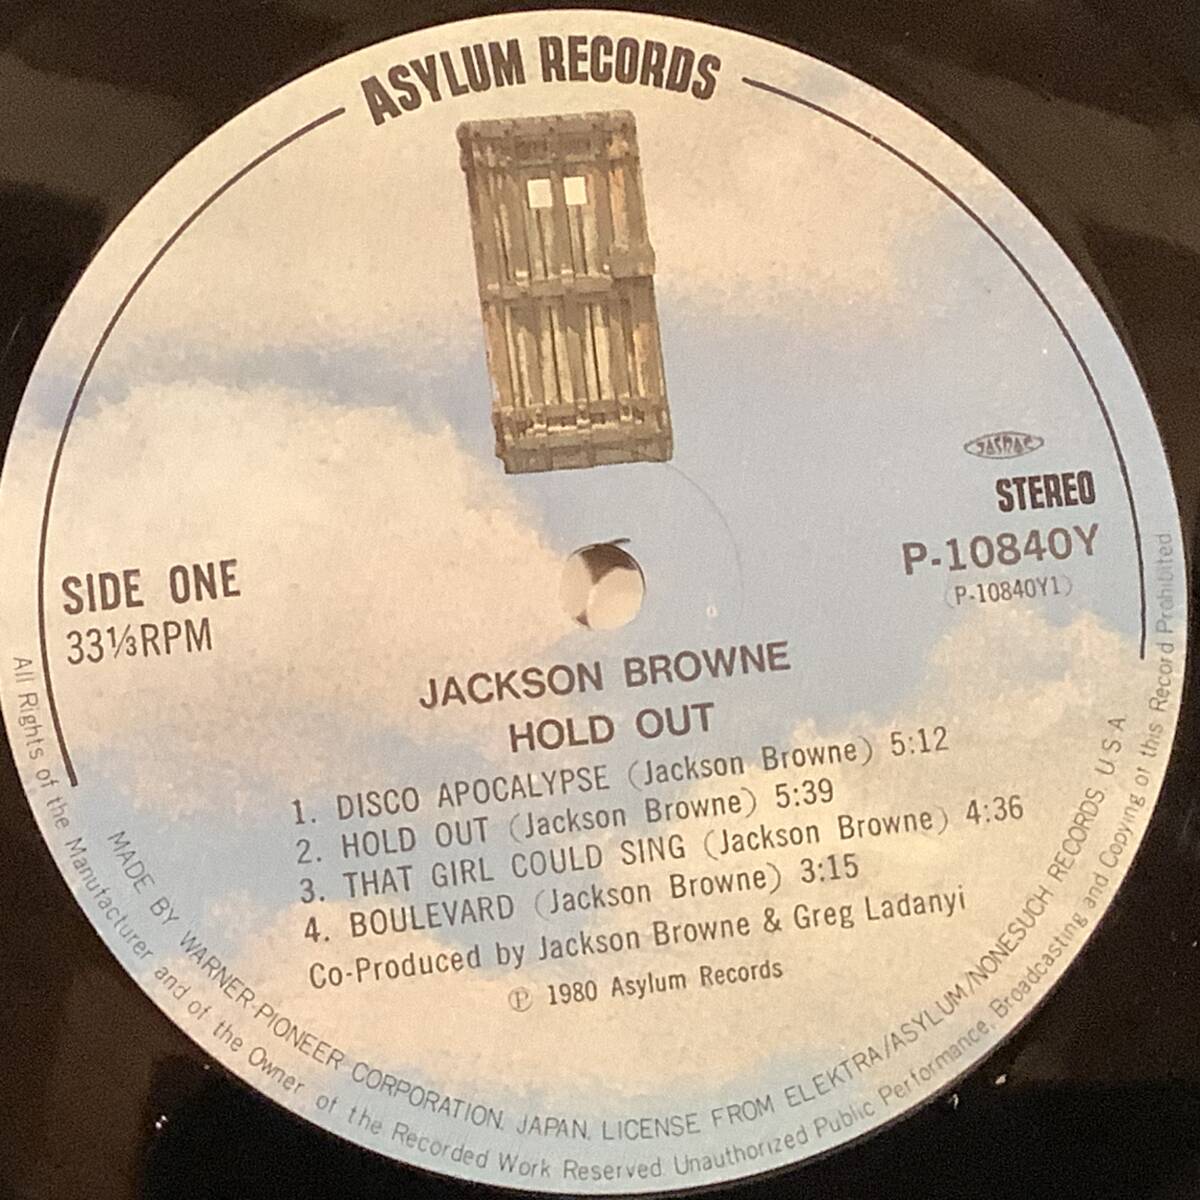 ASYLUM RECORDS
JASRAC
STEREO
P-10840Y
(P-10840Y1)
SIDE ONE
33⅓RPM
JACKSON BROWNE
HOLD OUT
1. DISCO APOCALYPSE (Jackson Browne) 5:12
2. HOLD OUT (Jackson Browne) 5:39
3. THAT GIRL COULD SING (Jackson Browne) 4:36
4. BOULEVARD (Jackson Browne) 3:15
Co-Produced by Jackson Browne & Greg Ladanyi
℗ 1980 Asylum Records
MADE BY WARNER-PIONEER CORPORATION, JAPAN. LICENSE FROM ELEKTRA/ASYLUM/NONESUCH RECORDS, U.S.A.
All Rights of the Manufacturer and of the Owner of the Recorded Work Reserved Unauthorized Public Performance, Broadcasting and Copying of this Record Prohibited